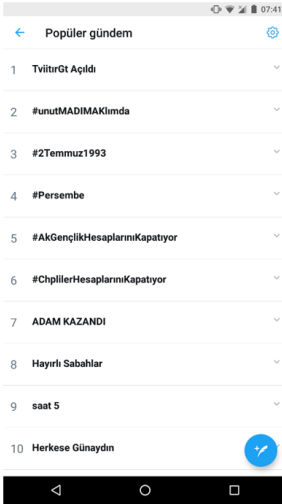 07:41
Popüler gündem
1 TviitırGt Açıldı
2 #unutMADIMAKlımda
3 #2Temmuz1993
4 #Persembe
5 #AkGençlikHesaplarınıKapatıyor
6 #ChplilerHesaplarınıKapatıyor
7 ADAM KAZANDI
8 Hayırlı Sabahlar
9 saat 5
10 Herkese Günaydın